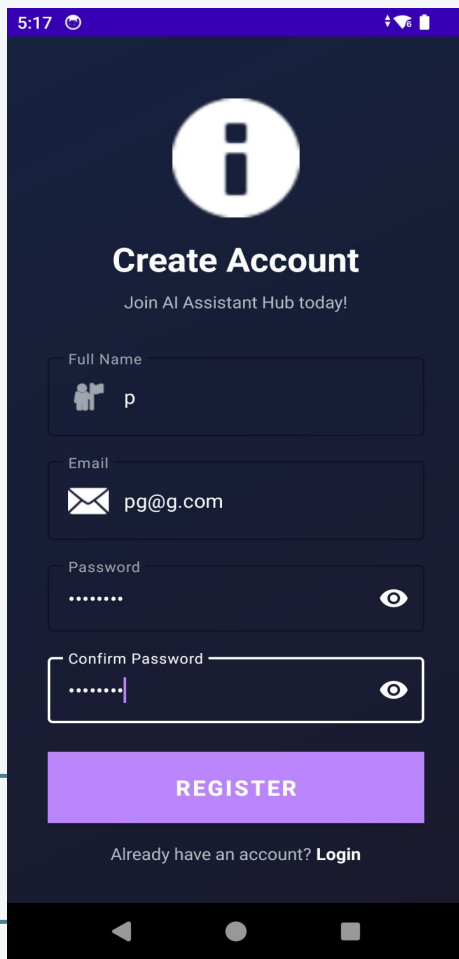 5:17
Create Account
Join AI Assistant Hub today!
Full Name
p
Email
pg@g.com
Password
••••••••
Confirm Password
••••••••
REGISTER
Already have an account? Login